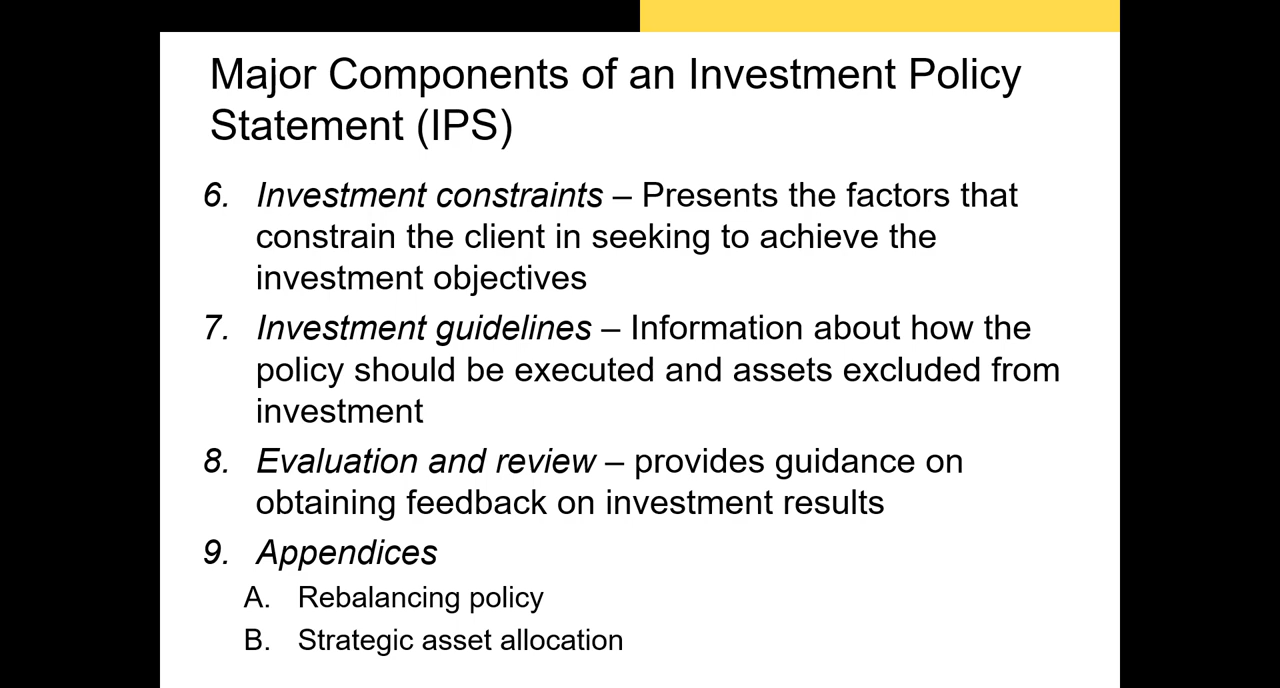 Major Components of an Investment Policy
Statement (IPS)
6. Investment constraints – Presents the factors that
constrain the client in seeking to achieve the
investment objectives
7. Investment guidelines – Information about how the
policy should be executed and assets excluded from
investment
8. Evaluation and review – provides guidance on
obtaining feedback on investment results
9. Appendices
A. Rebalancing policy
B. Strategic asset allocation